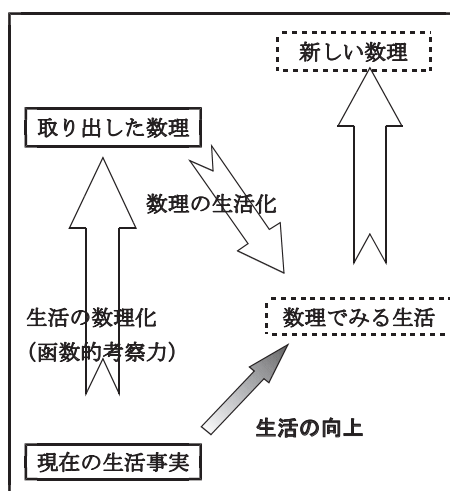 新しい数理
取り出した数理
数理の生活化
生活の数理化
(函数的考察力)
数理でみる生活
生活の向上
現在の生活事実